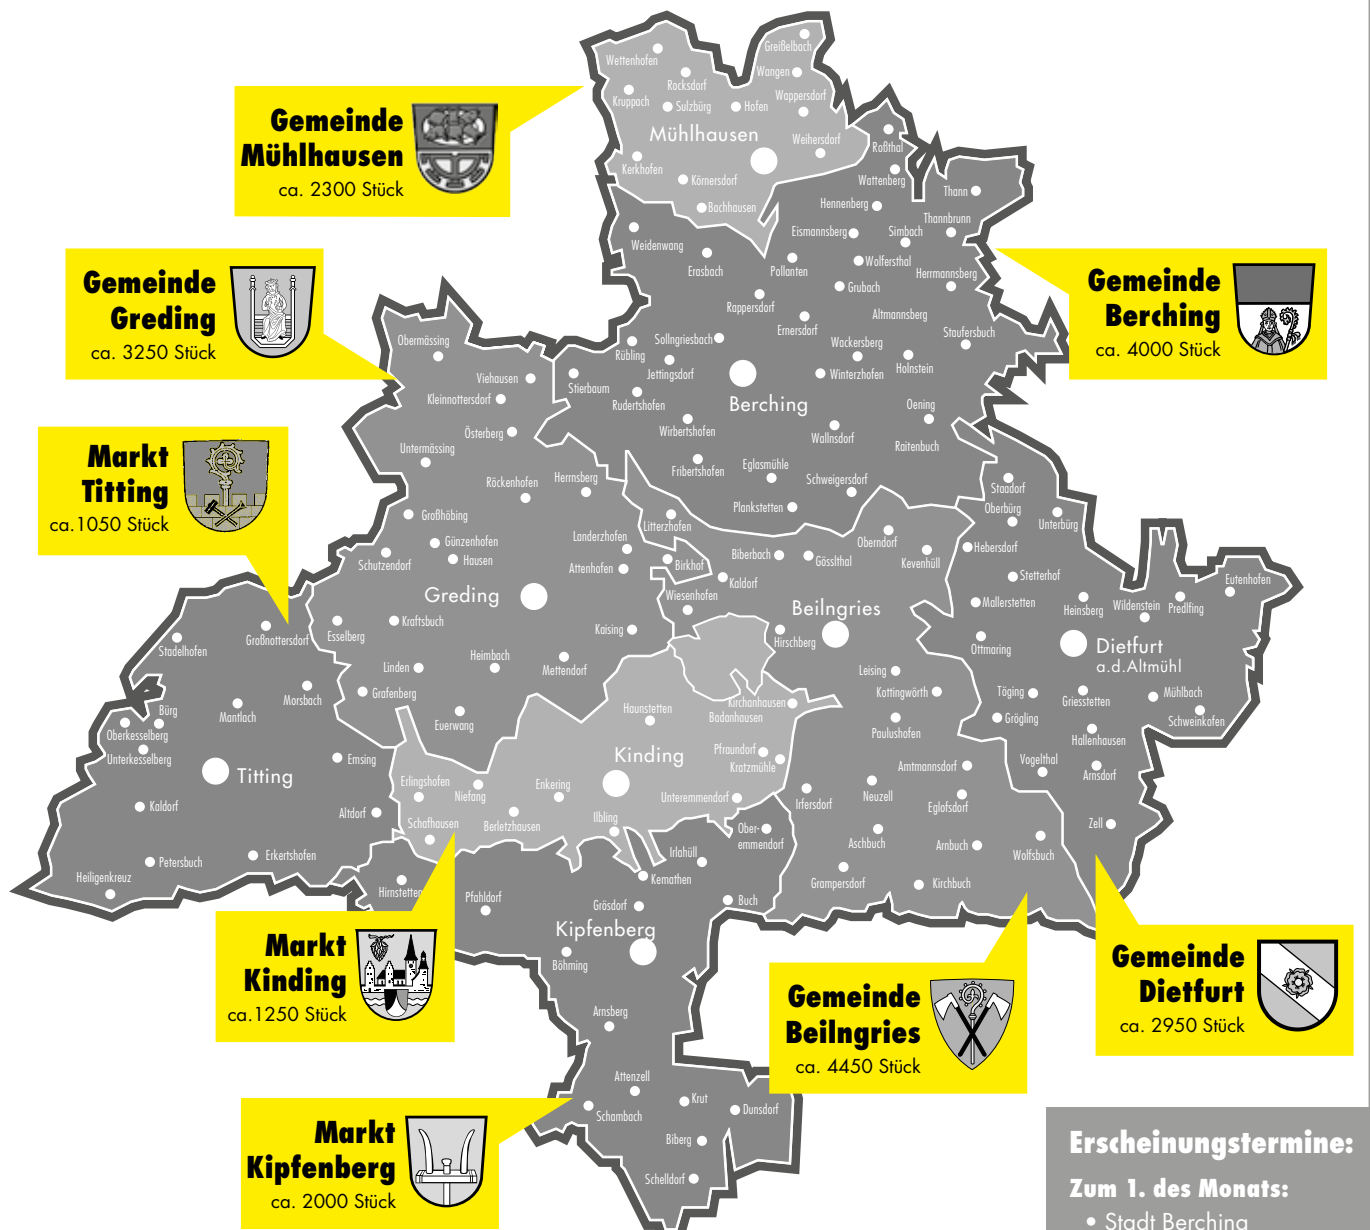 Gemeinde
Mühlhausen
ca. 2300 Stück
Gemeinde
Greding
ca. 3250 Stück
Markt
Titting
ca.1050 Stück
Gemeinde
Berching
ca. 4000 Stück
Markt
Kinding
ca.1250 Stück
Markt
Kipfenberg
ca. 2000 Stück
Gemeinde
Beilngries
ca. 4450 Stück
Gemeinde
Dietfurt
ca. 2950 Stück
Wettenhofen
Greißelbach
Rocksdorf
Wangen
Kruppach
Sulzbürg
Hofen
Wappersdorf
Mühlhausen
Weihersdorf
Kerkhofen
Körnersdorf
Bachhausen
Roßthal
Wattenberg
Thann
Hennenberg
Thannbrunn
Weidenwang
Eismannsberg
Simbach
Erasbach
Pollanten
Wolfersthal
Herrmannsberg
Grubach
Rappersdorf
Ernersdorf
Altmannsberg
Staufersbuch
Sollngriesbach
Rübling
Jettingsdorf
Wackersberg
Holnstein
Stierbaum
Winterzhofen
Rudertshofen
Berching
Oening
Wirbertshofen
Wallnsdorf
Raitenbuch
Fribertshofen
Eglasmühle
Schweigersdorf
Plankstetten
Obermässing
Viehausen
Kleinnottersdorf
Österberg
Untermässing
Röckenhofen
Herrnsberg
Großhöbing
Günzenhofen
Hausen
Schutzendorf
Landerzhofen
Attenhofen
Greding
Kraftsbuch
Esselberg
Kaising
Linden
Heimbach
Mettendorf
Grafenberg
Euerwang
Litterzhofen
Birkhof
Biberbach
Gösslthal
Oberndorf
Kevenhüll
Kaldorf
Wiesenhofen
Beilngries
Hirschberg
Leising
Kottingwörth
Paulushofen
Amtmannsdorf
Irfersdorf
Neuzell
Eglofsdorf
Aschbuch
Arnbuch
Wolfsbuch
Grampersdorf
Kirchbuch
Staadorf
Oberbürg
Unterbürg
Hebersdorf
Stetterhof
Eutenhofen
Mallerstetten
Heinsberg
Wildenstein
Predlfing
Ottmaring
Dietfurt
a.d.Altmühl
Töging
Griesstetten
Mühlbach
Grögling
Schweinkofen
Hallenhausen
Vogelthal
Arnsdorf
Zell
Großnottersdorf
Stadelhofen
Morsbach
Mantlach
Bürg
Oberkesselberg
Unterkesselberg
Titting
Emsing
Kaldorf
Altdorf
Petersbuch
Erkertshofen
Heiligenkreuz
Kirchanhausen
Badanhausen
Haunstetten
Pfraundorf
Kratzmühle
Kinding
Erlingshofen
Niefang
Enkering
Unteremmendorf
Schafhausen
Berletzhausen
Ilbling
Ober-
emmendorf
Irlahüll
Kemathen
Hirnstetten
Pfahldorf
Buch
Grösdorf
Kipfenberg
Böhming
Arnsberg
Attenzell
Schambach
Krut
Dunsdorf
Biberg
Schelldorf
Erscheinungstermine:
Zum 1. des Monats:
• Stadt Berching